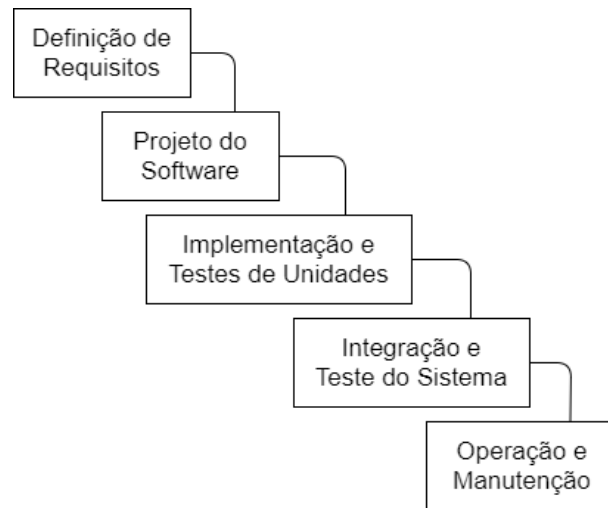 Definição de
Requisitos
Projeto do
Software
Implementação e
Testes de Unidades
Integração e
Teste do Sistema
Operação e
Manutenção